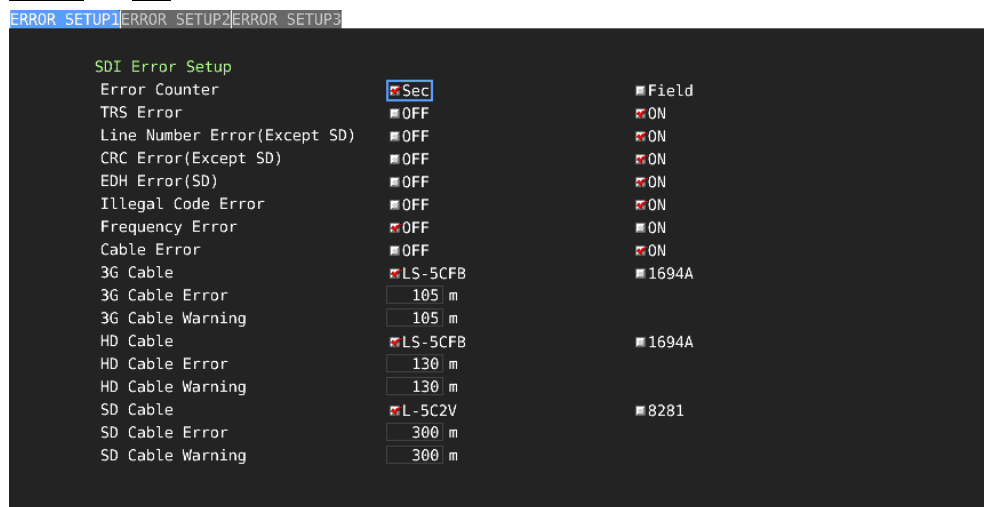 ERROR SETUP1 ERROR SETUP2 ERROR SETUP3
SDI Error Setup
Error Counter Sec Field
TRS Error OFF ON
Line Number Error(Except SD) OFF ON
CRC Error(Except SD) OFF ON
EDH Error(SD) OFF ON
Illegal Code Error OFF ON
Frequency Error OFF ON
Cable Error OFF ON
3G Cable LS-5CFB 1694A
3G Cable Error 105 m
3G Cable Warning 105 m
HD Cable LS-5CFB 1694A
HD Cable Error 130 m
HD Cable Warning 130 m
SD Cable L-5C2V 8281
SD Cable Error 300 m
SD Cable Warning 300 m